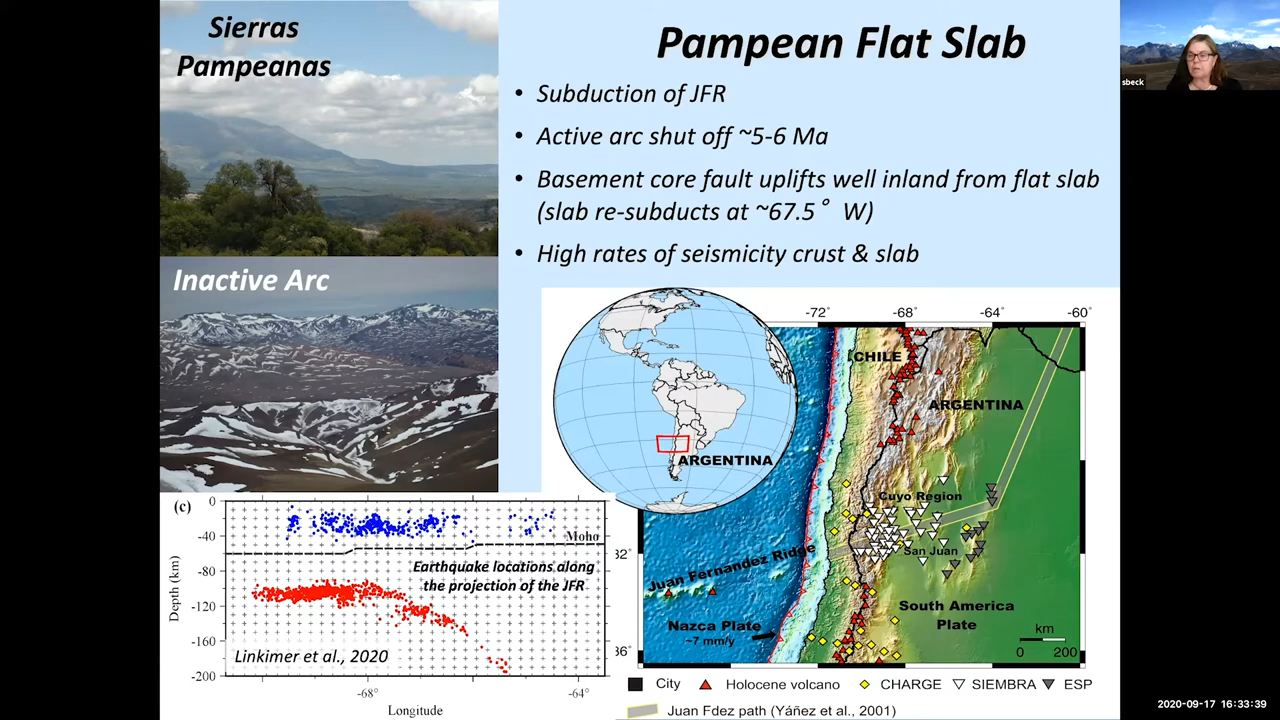 Sierras
Pampeanas
Pampean Flat Slab
• Subduction of JFR
• Active arc shut off ~5-6 Ma
• Basement core fault uplifts well inland from flat slab
(slab re-subducts at ~67.5° W)
• High rates of seismicity crust & slab
sbeck
Inactive Arc
-72° -68° -64° -60°
CHILE
ARGENTINA
ARGENTINA
Cuyo Region
San Juan
32°
Juan Fernandez Ridge
Nazca Plate
~7 mm/y
South America
Plate
km
0 200
36°
(c)
0
-40
-80
-120
-160
-200
Depth (km)
Moho
Earthquake locations along
the projection of the JFR
Linkimer et al., 2020
-68° -64°
Longitude
City Holocene volcano CHARGE SIEMBRA ESP
Juan Fdez path (Yáñez et al., 2001)
2020-09-17 16:33:39